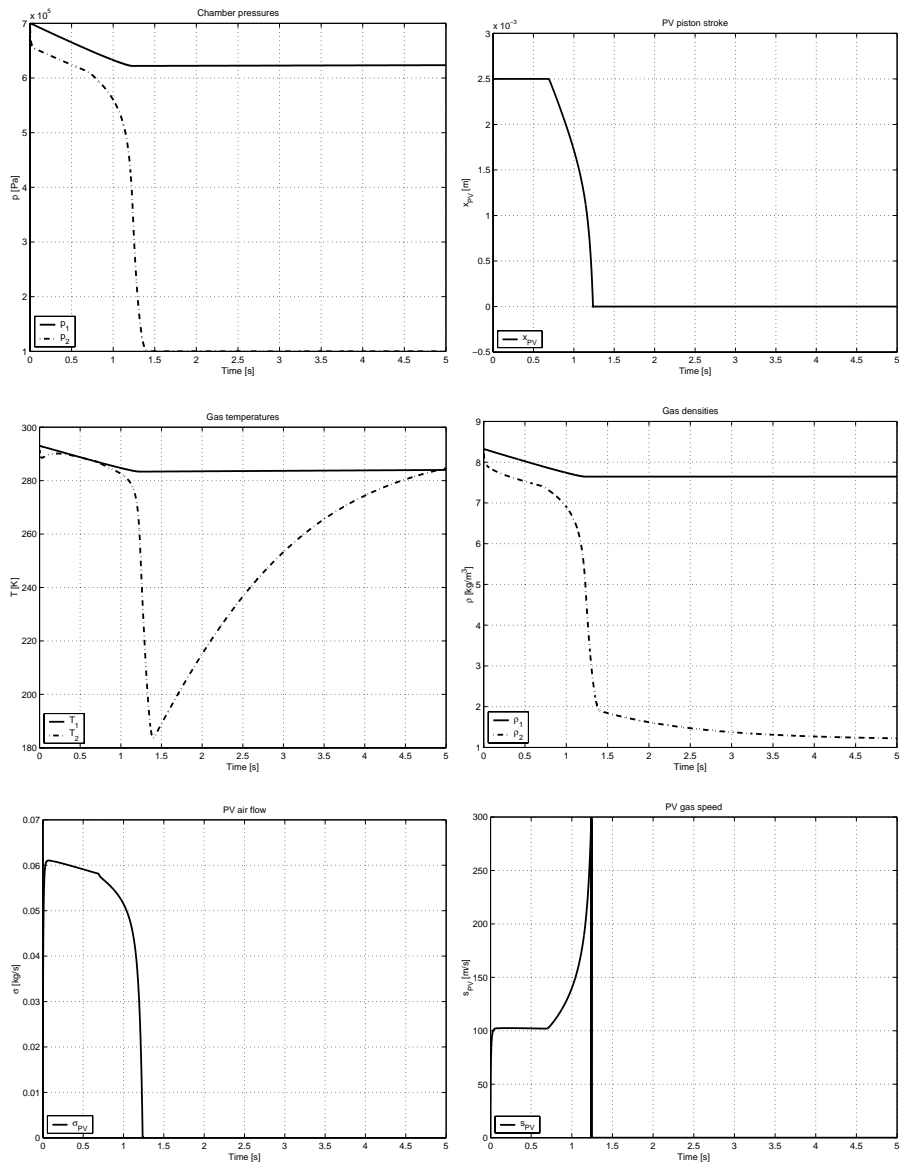 Chamber pressures
x 10⁵
7
6
5
4
3
2
1
p [Pa]
0 0.5 1 1.5 2 2.5 3 3.5 4 4.5 5
Time [s]
p₁
p₂
PV piston stroke
x 10⁻³
3
2.5
2
1.5
1
0.5
0
−0.5
x_PV [m]
0 0.5 1 1.5 2 2.5 3 3.5 4 4.5 5
Time [s]
x_PV
Gas temperatures
300
280
260
240
220
200
180
T [K]
0 0.5 1 1.5 2 2.5 3 3.5 4 4.5 5
Time [s]
T₁
T₂
Gas densities
9
8
7
6
5
4
3
2
1
ρ [kg/m³]
0 0.5 1 1.5 2 2.5 3 3.5 4 4.5 5
Time [s]
ρ₁
ρ₂
PV air flow
0.07
0.06
0.05
0.04
0.03
0.02
0.01
0
σ [kg/s]
0 0.5 1 1.5 2 2.5 3 3.5 4 4.5 5
Time [s]
σ_PV
PV gas speed
300
250
200
150
100
50
0
s_PV [m/s]
0 0.5 1 1.5 2 2.5 3 3.5 4 4.5 5
Time [s]
s_PV